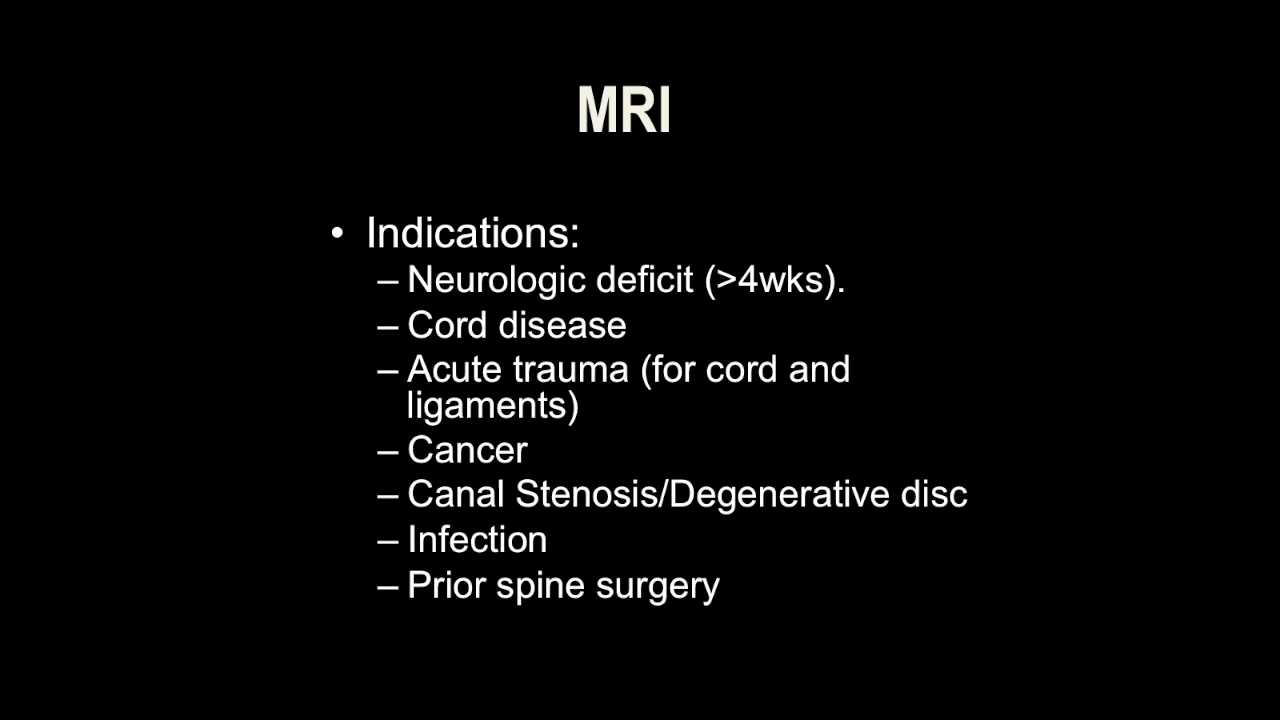 MRI
• Indications:
– Neurologic deficit (>4wks).
– Cord disease
– Acute trauma (for cord and
ligaments)
– Cancer
– Canal Stenosis/Degenerative disc
– Infection
– Prior spine surgery